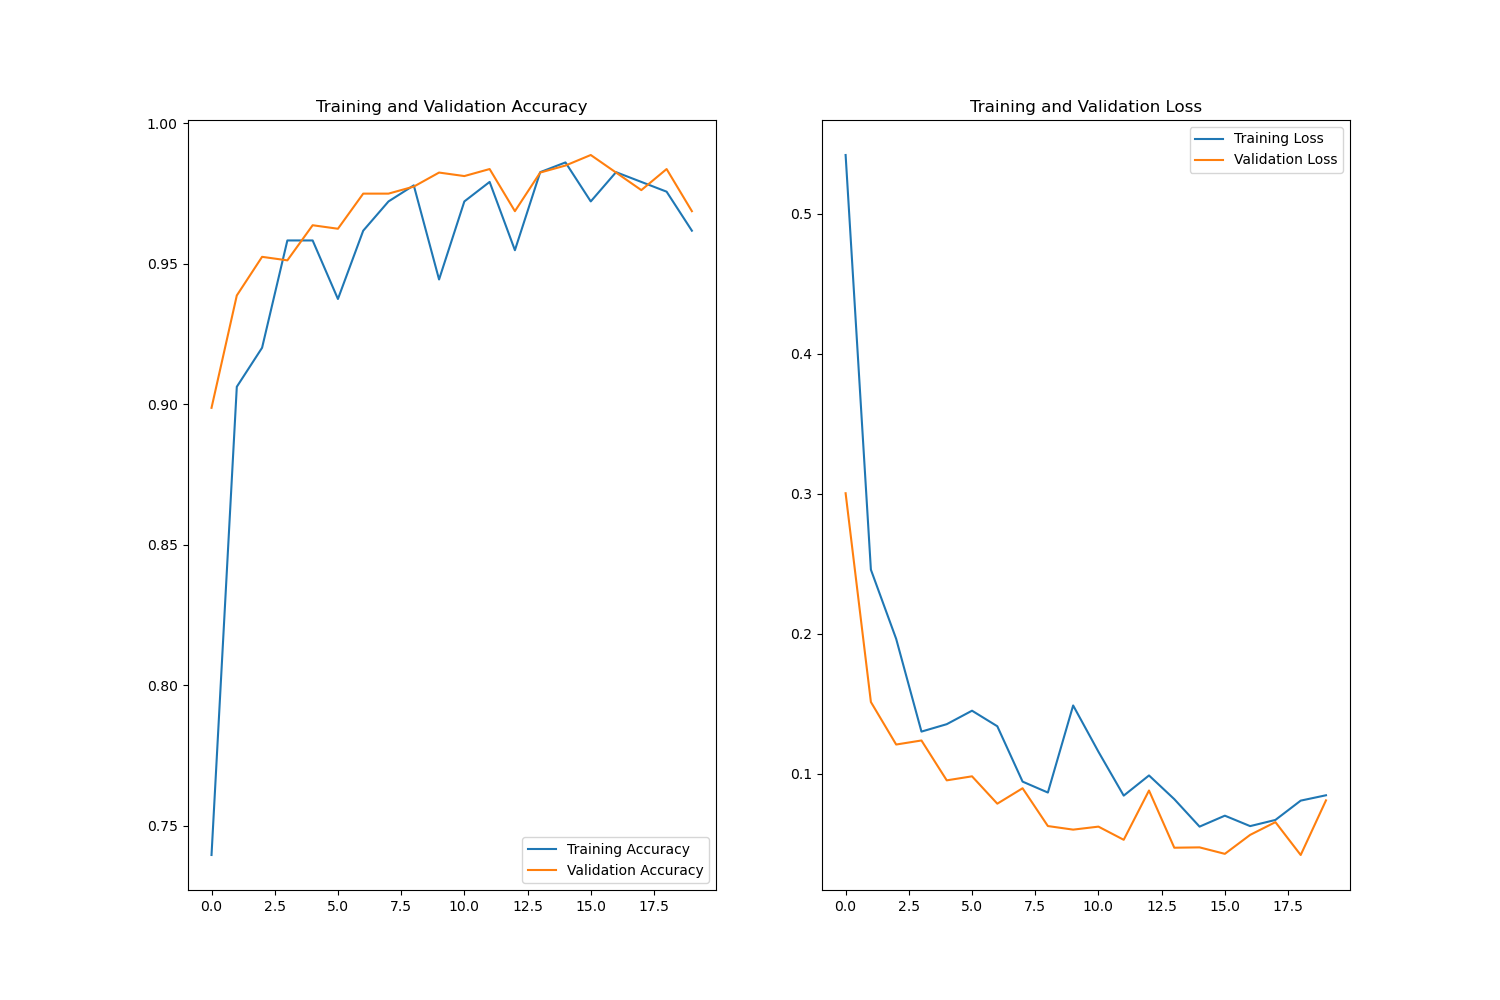 Training and Validation Accuracy
1.00
0.95
0.90
0.85
0.80
0.75
Training Accuracy
Validation Accuracy
0.0 2.5 5.0 7.5 10.0 12.5 15.0 17.5
Training and Validation Loss
Training Loss
Validation Loss
0.5
0.4
0.3
0.2
0.1
0.0 2.5 5.0 7.5 10.0 12.5 15.0 17.5